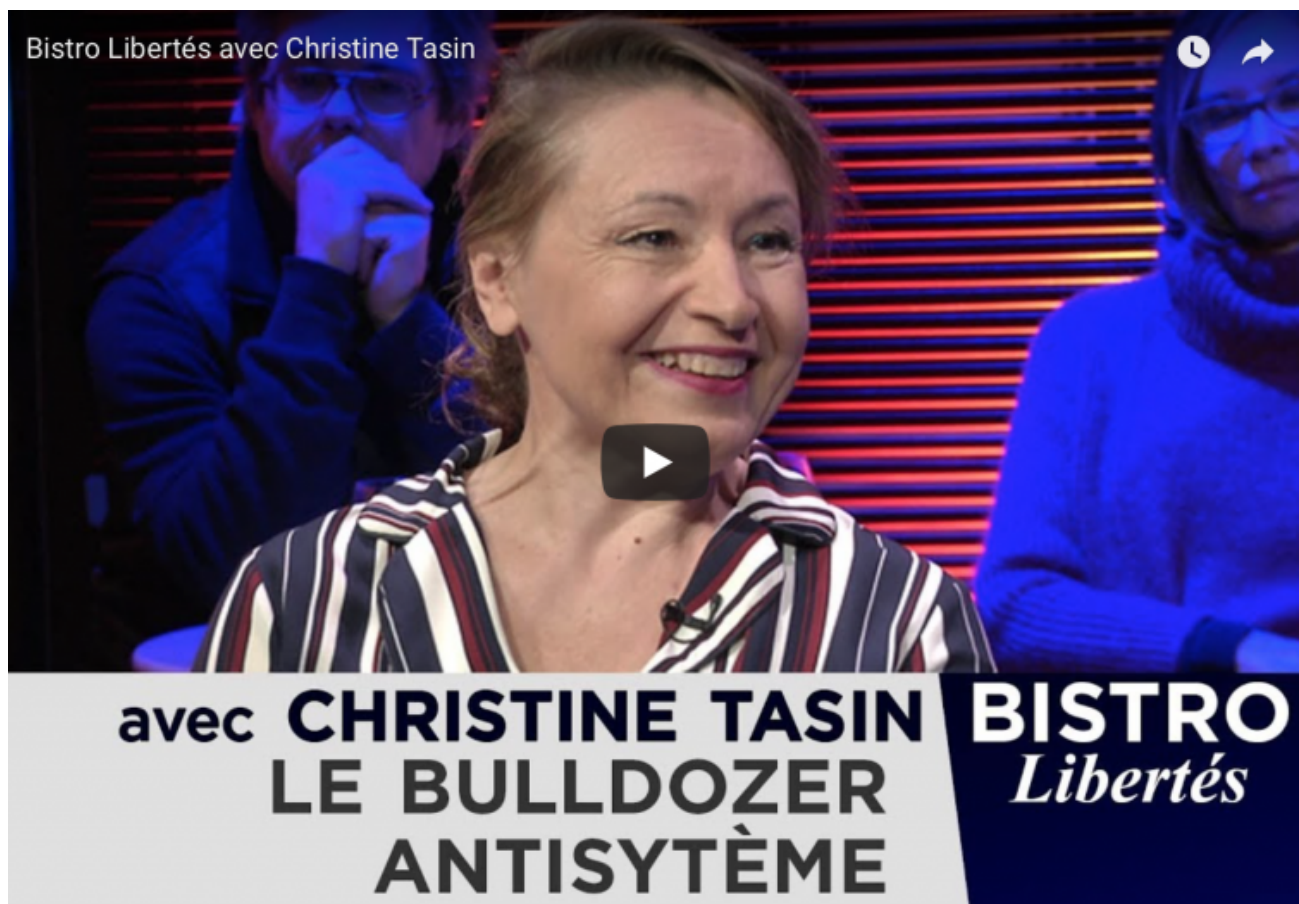 Bistro Libertés avec Christine Tasin
avec CHRISTINE TASIN
LE BULLDOZER
ANTISYTÈME
BISTRO
Libertés